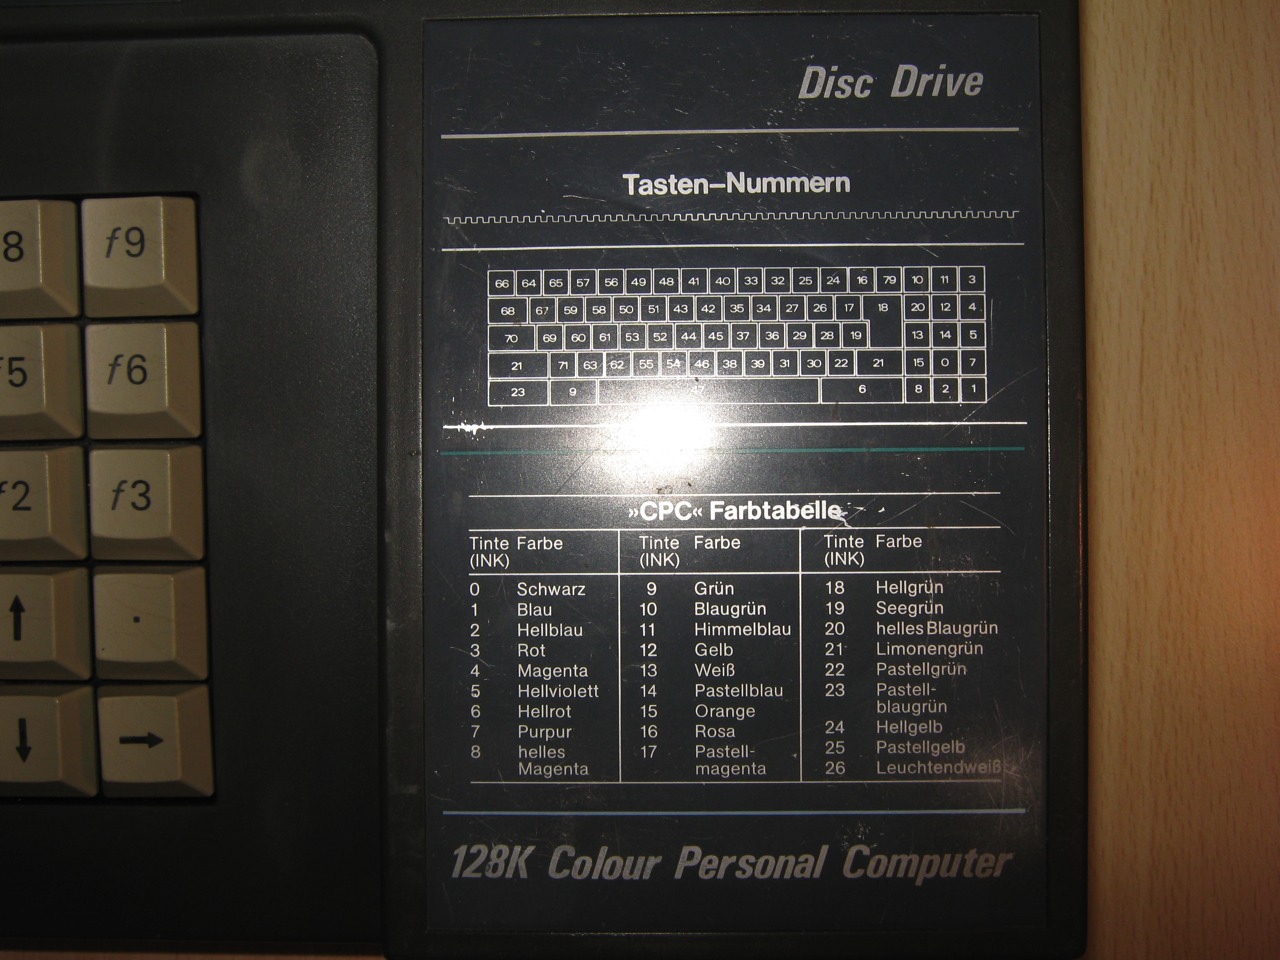 8 f9
f5 f6
f2 f3
↑ .
↓ →
Disc Drive
Tasten–Nummern
66 64 65 57 56 49 48 41 40 33 32 25 24 16 79 10 11 3
68 67 59 58 50 51 43 42 35 34 27 26 17 18 20 12 4
70 69 60 61 53 52 44 45 37 36 29 28 19 13 14 5
21 71 63 62 55 54 46 38 39 31 30 22 21 15 0 7
23 9 6 8 2 1
»CPC« Farbtabelle
Tinte Farbe Tinte Farbe Tinte Farbe
(INK) (INK) (INK)
0 Schwarz 9 Grün 18 Hellgrün
1 Blau 10 Blaugrün 19 Seegrün
2 Hellblau 11 Himmelblau 20 helles Blaugrün
3 Rot 12 Gelb 21 Limonengrün
4 Magenta 13 Weiß 22 Pastellgrün
5 Hellviolett 14 Pastellblau 23 Pastell-
blaugrün
6 Hellrot 15 Orange 24 Hellgelb
7 Purpur 16 Rosa 25 Pastellgelb
8 helles 17 Pastell- 26 Leuchtendweiß
Magenta magenta
128K Colour Personal Computer